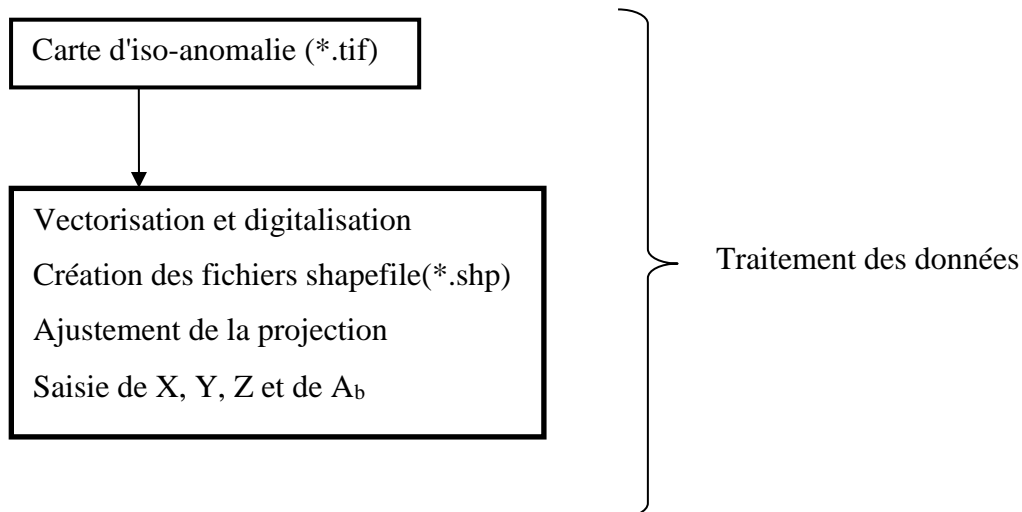 Carte d'iso-anomalie (*.tif)
Vectorisation et digitalisation
Création des fichiers shapefile(*.shp)
Ajustement de la projection
Saisie de X, Y, Z et de Ab
Traitement des données